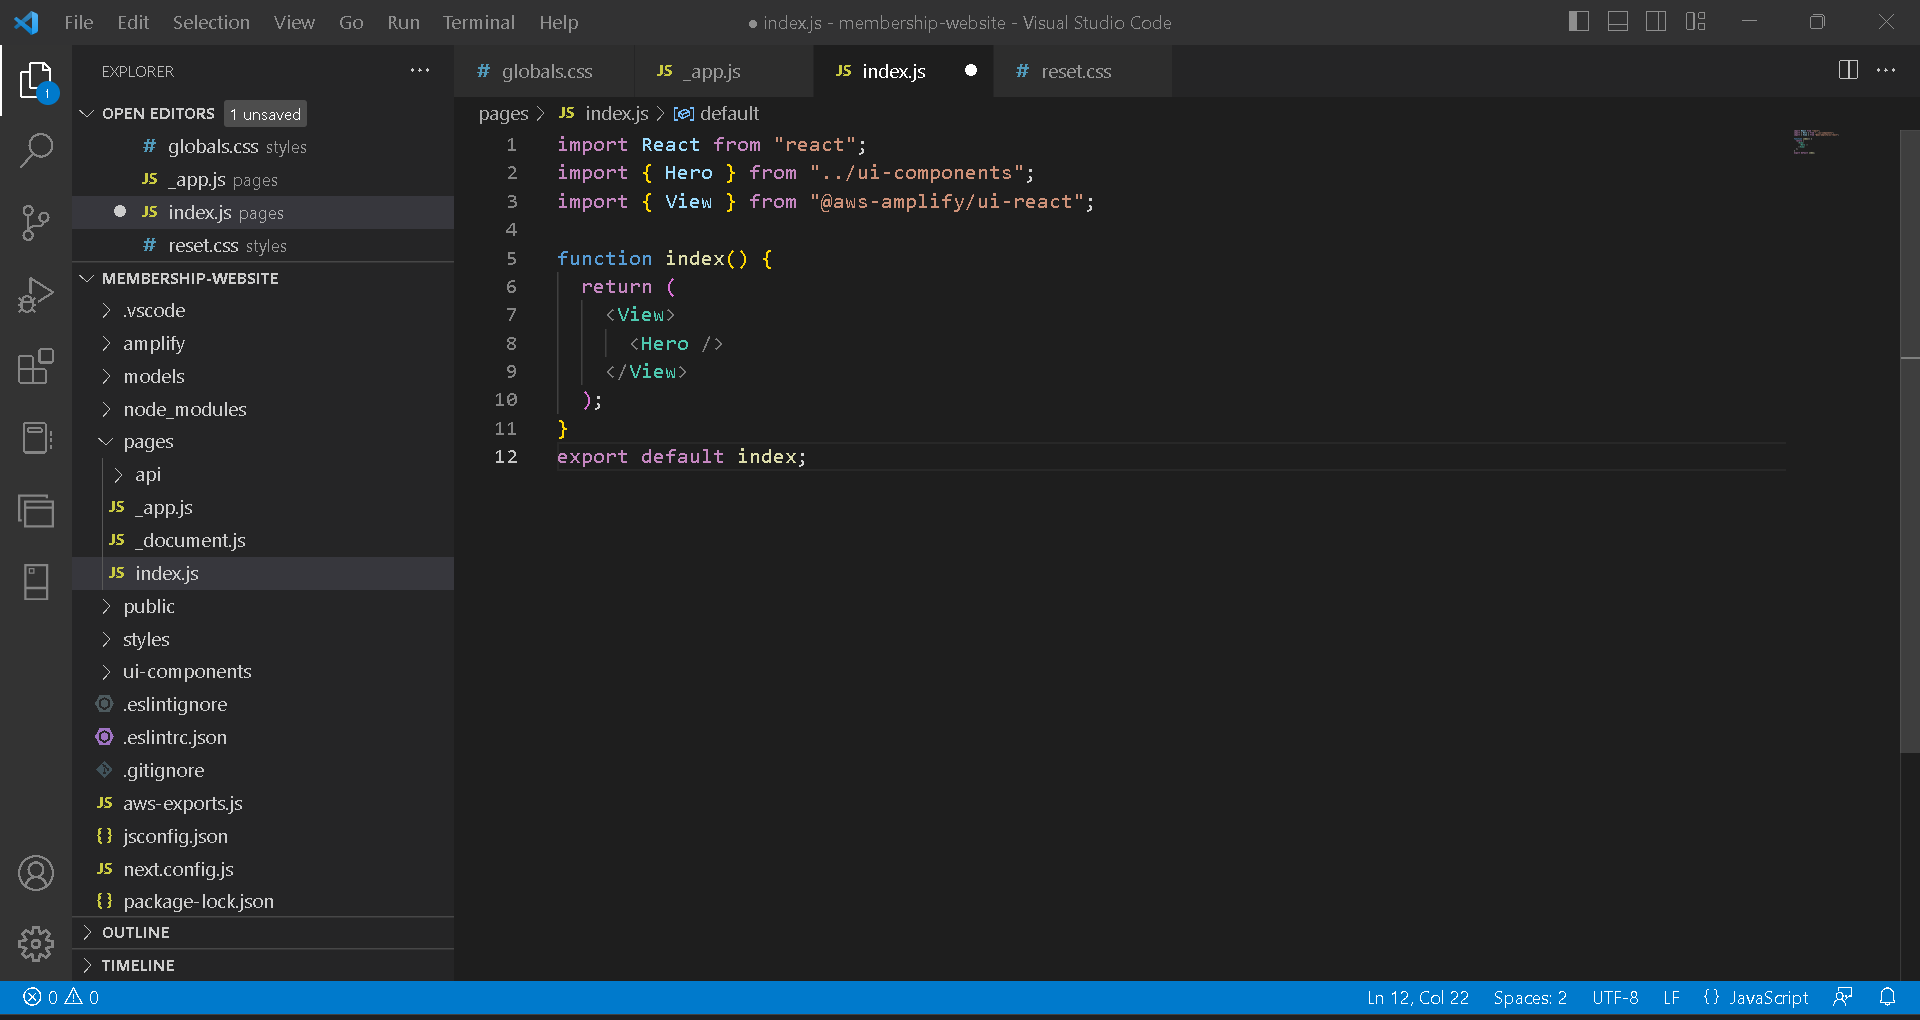 File Edit Selection View Go Run Terminal Help
● index.js - membership-website - Visual Studio Code
EXPLORER
1
OPEN EDITORS 1 unsaved
# globals.css styles
JS _app.js pages
JS index.js pages
# reset.css styles
MEMBERSHIP-WEBSITE
.vscode
amplify
models
node_modules
pages
api
JS _app.js
JS _document.js
JS index.js
public
styles
ui-components
.eslintignore
.eslintrc.json
.gitignore
JS aws-exports.js
{} jsconfig.json
JS next.config.js
{} package-lock.json
OUTLINE
TIMELINE
# globals.css JS _app.js JS index.js # reset.css
pages > JS index.js > default
1 import React from "react";
2 import { Hero } from "../ui-components";
3 import { View } from "@aws-amplify/ui-react";
4
5 function index() {
6 return (
7 <View>
8 <Hero />
9 </View>
10 );
11 }
12 export default index;
0 0
Ln 12, Col 22 Spaces: 2 UTF-8 LF {} JavaScript